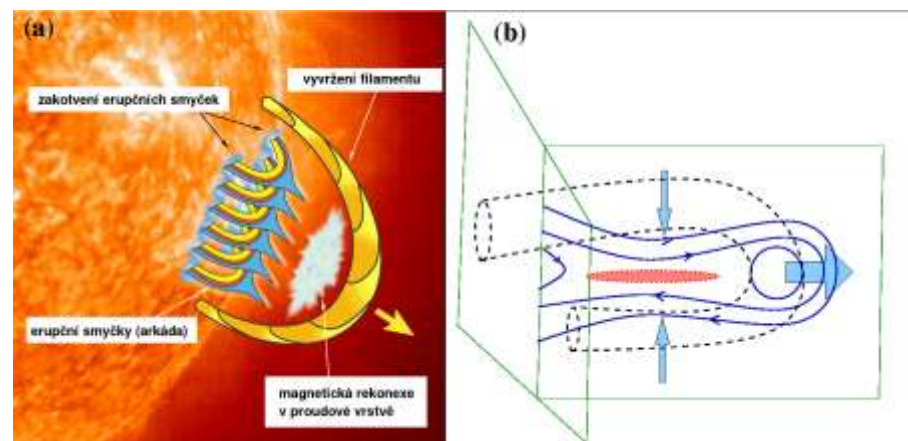 (a)
vyvržení filamentu
zakotvení erupčních smyček
erupční smyčky (arkáda)
magnetická rekonexe
v proudové vrstvě
(b)